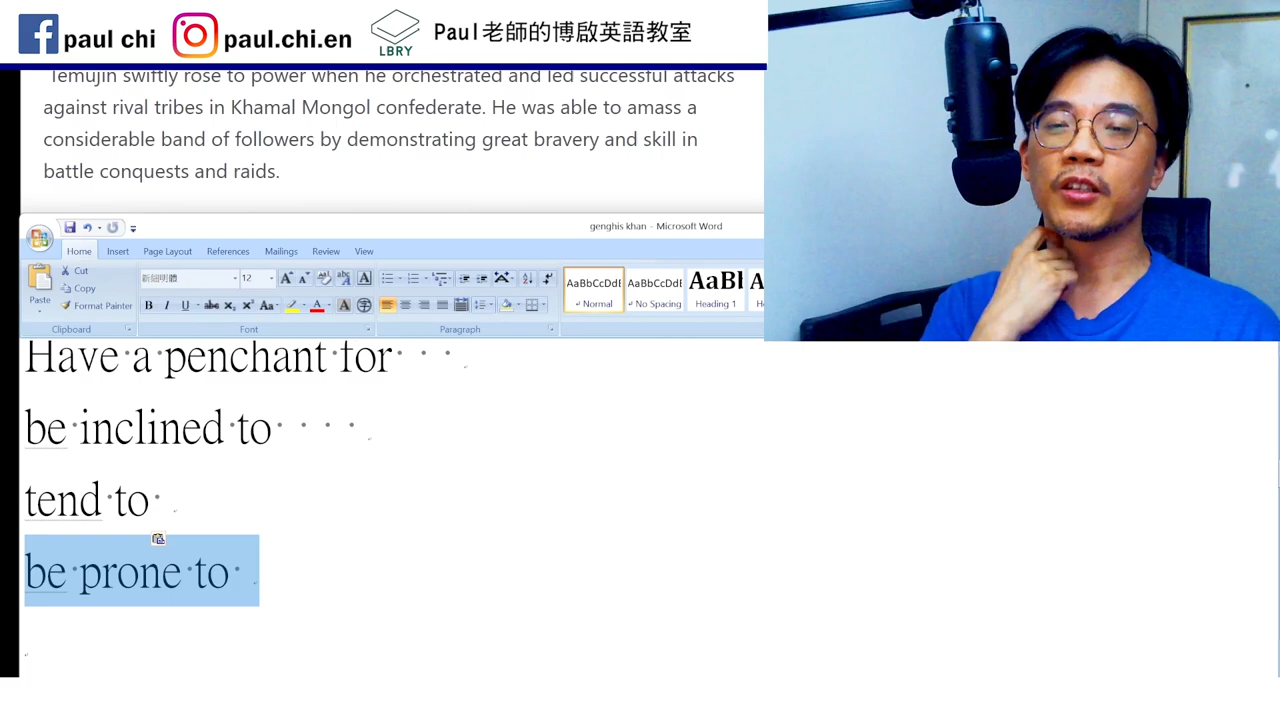 paul chi
paul.chi.en
LBRY
Paul老師的博啟英語教室
Temujin swiftly rose to power when he orchestrated and led successful attacks
against rival tribes in Khamal Mongol confederate. He was able to amass a
considerable band of followers by demonstrating great bravery and skill in
battle conquests and raids.
genghis khan - Microsoft Word
Home Insert Page Layout References Mailings Review View
Paste
Cut
Copy
Format Painter
新細明體 12
AaBbCcDdE AaBbCcDdE AaBb
Normal No Spacing Heading 1
Clipboard Font Paragraph
Have a penchant for
be inclined to
tend to
be prone to